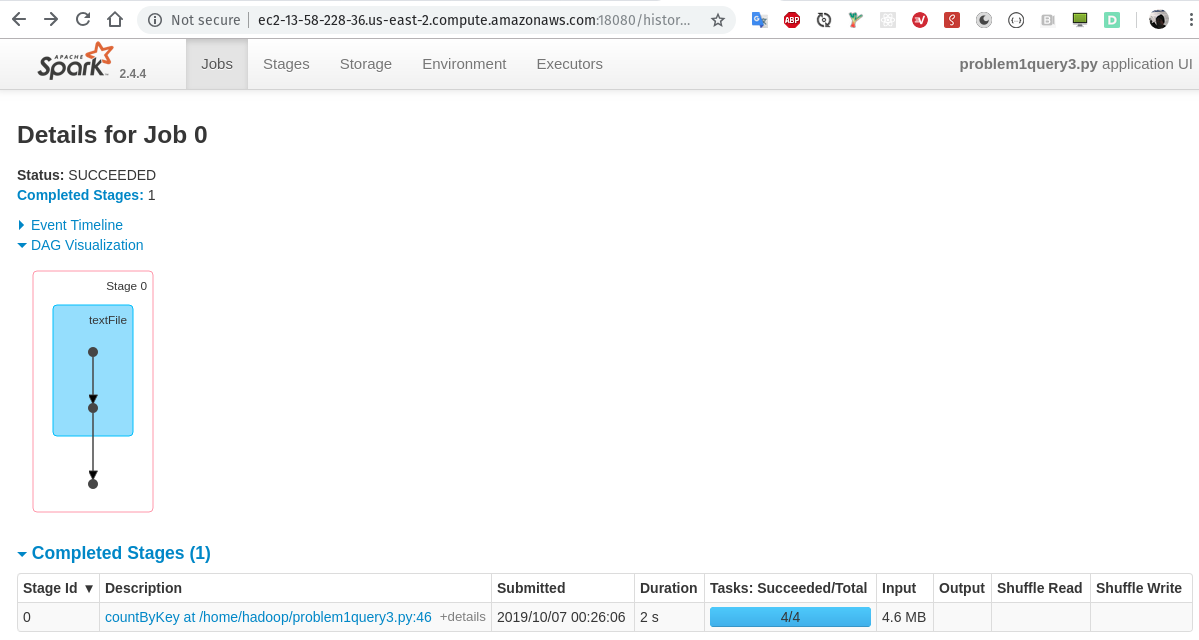 Not secure | ec2-13-58-228-36.us-east-2.compute.amazonaws.com:18080/histor...
APACHE Spark 2.4.4 Jobs Stages Storage Environment Executors problem1query3.py application UI
Details for Job 0
Status: SUCCEEDED
Completed Stages: 1
Event Timeline
DAG Visualization
Stage 0
textFile
Completed Stages (1)
Stage Id ▼ Description Submitted Duration Tasks: Succeeded/Total Input Output Shuffle Read Shuffle Write
0 countByKey at /home/hadoop/problem1query3.py:46 +details 2019/10/07 00:26:06 2 s 4/4 4.6 MB